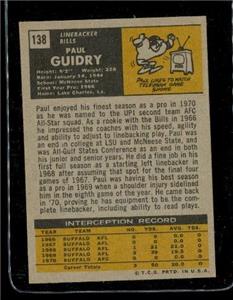 138
LINEBACKER
BILLS
PAUL
GUIDRY
Height: 6'2" Weight: 228
Birthdate: January 14, 1944
School: McNeese State
First Year in Pro: 1966
Home: Lake Charles, La.
PAUL LIKES TO WATCH
TELEVISION GAME
SHOWS.
Paul enjoyed his finest season as a pro in 1970
as he was named to the UPI second team AFC
All-Star squad. As a rookie with the Bills in 1966
he impressed the coaches with his speed, agility
and ability to adjust to linebacking play. Paul was
an end in college at LSU and McNeese State, and
was All-Gulf States Conference as an end in both
his junior and senior years. He did a fine job in his
first full season as a starting left linebacker in
1968 after assuming that spot for the final four
games of 1967. Paul was having his best season
as a pro in 1969 when a shoulder injury sidelined
him in the eighth game of the year. He came back
in '70, proving he was equipped to be the
complete linebacker, including ability to read plays.
INTERCEPTION RECORD
YEAR TEAM NO. YDS. AVG. TD
1966 BUFFALO AFL
1967 BUFFALO AFL
1968 BUFFALO AFL
1969 BUFFALO AFL
1970 BUFFALO AFC
Career Totals
© T.C.G. PRTD. IN U.S.A.